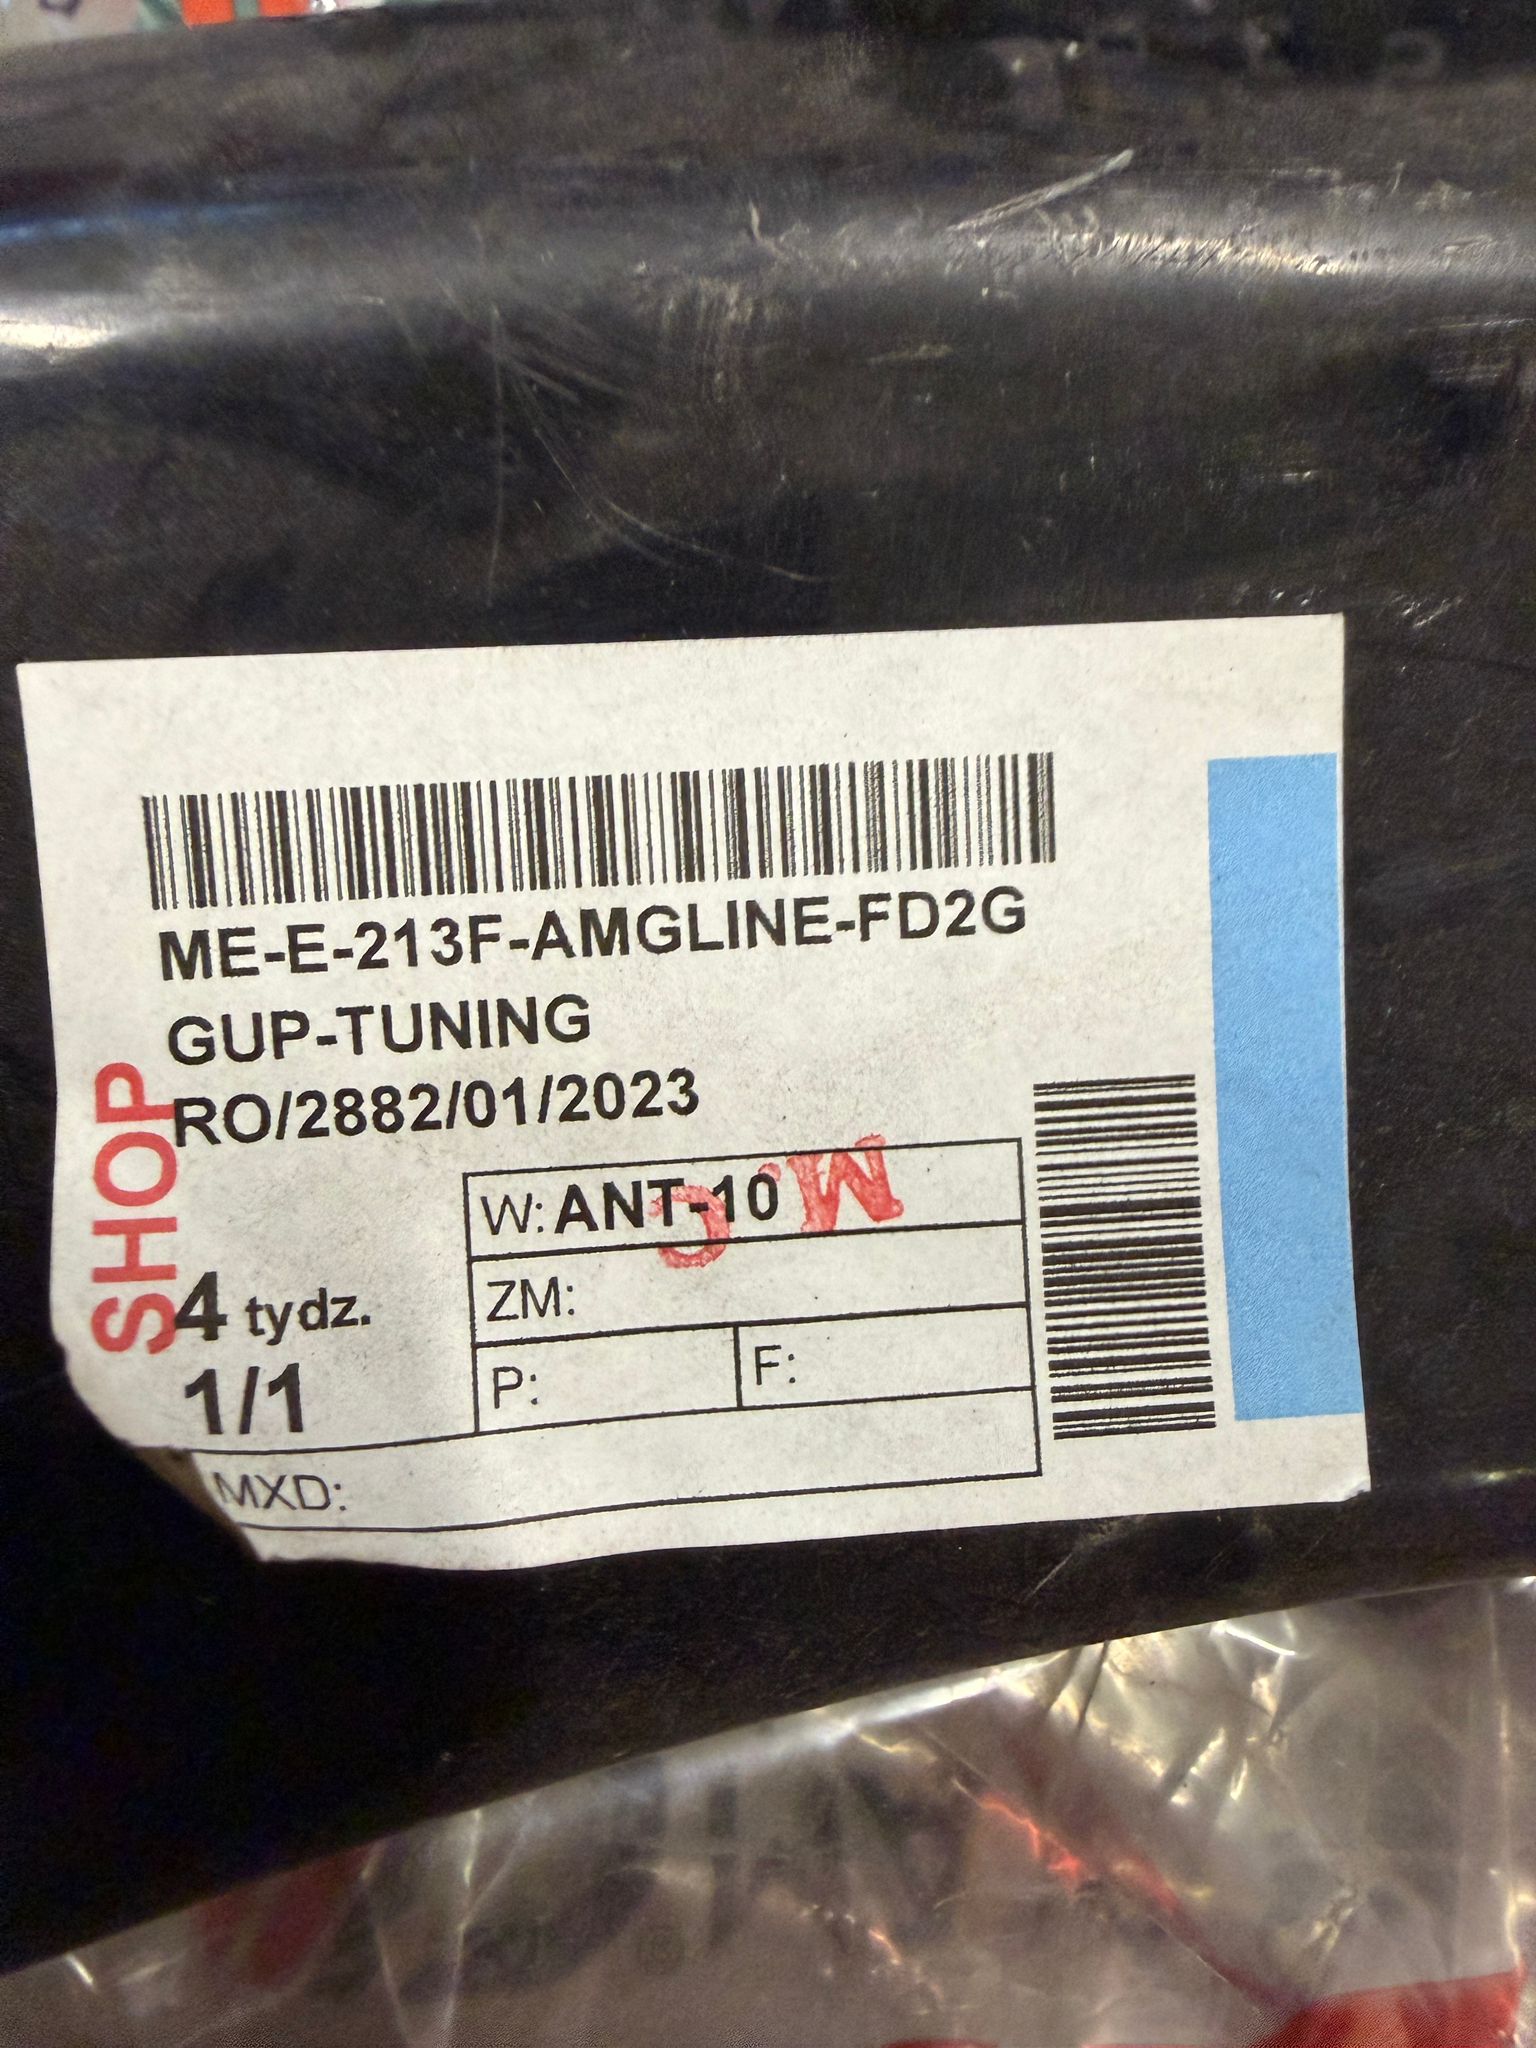 ME-E-213F-AMGLINE-FD2G
GUP-TUNING
RO/2882/01/2023
SHOP
W: ANT-10
M.C
ZM:
4 tydz.
P:
F:
1/1
MXD: